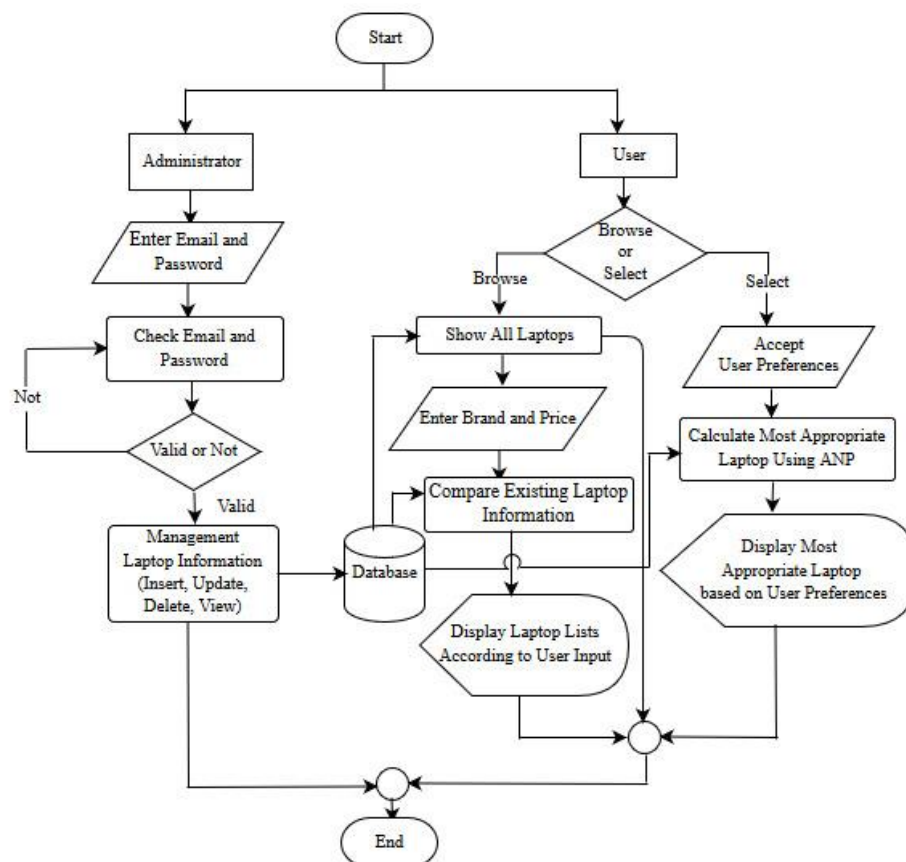 Start
Administrator
User
Enter Email and
Password
Browse
or
Select
Browse
Select
Check Email and
Password
Show All Laptops
Accept
User Preferences
Not
Enter Brand and Price
Valid or Not
Calculate Most Appropriate
Laptop Using ANP
Valid
Compare Existing Laptop
Information
Management
Laptop Information
(Insert, Update,
Delete, View)
Database
Display Most
Appropriate Laptop
based on User Preferences
Display Laptop Lists
According to User Input
End